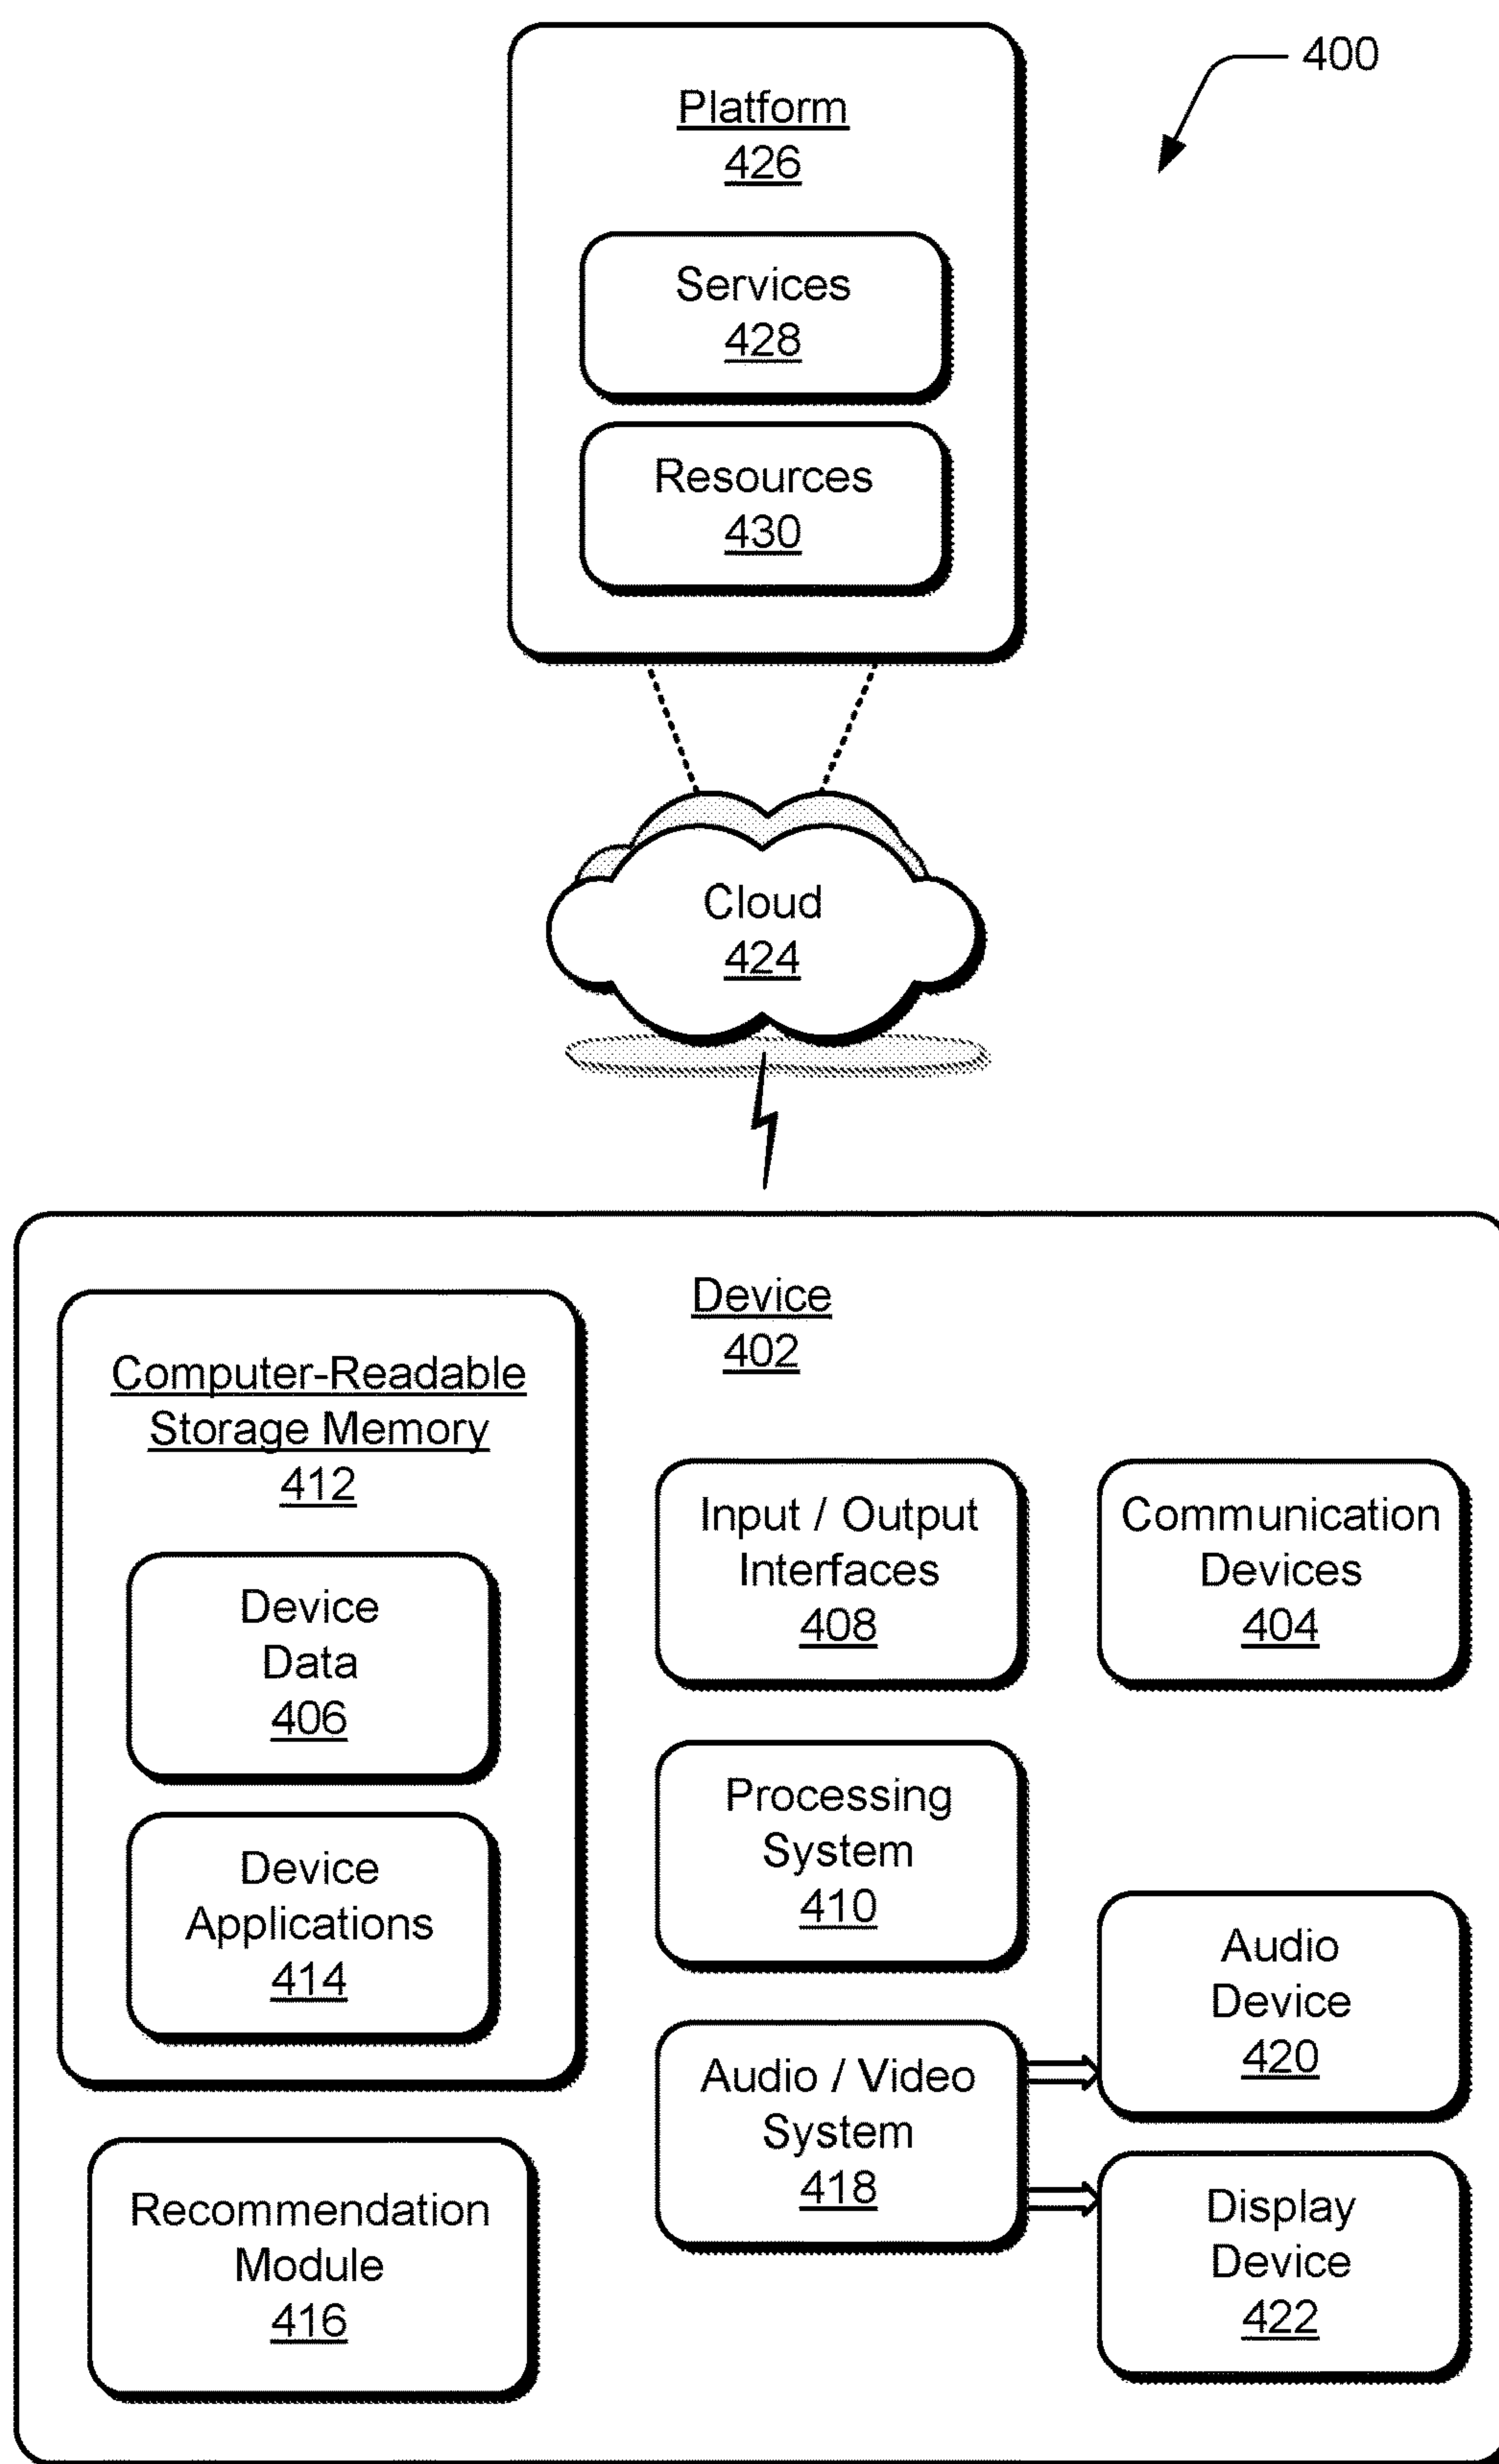 400
Platform
426
Services
428
Resources
430
Cloud
424
Device
402
Computer-Readable
Storage Memory
412
Device
Data
406
Device
Applications
414
Recommendation
Module
416
Input / Output
Interfaces
408
Processing
System
410
Audio / Video
System
418
Communication
Devices
404
Audio
Device
420
Display
Device
422